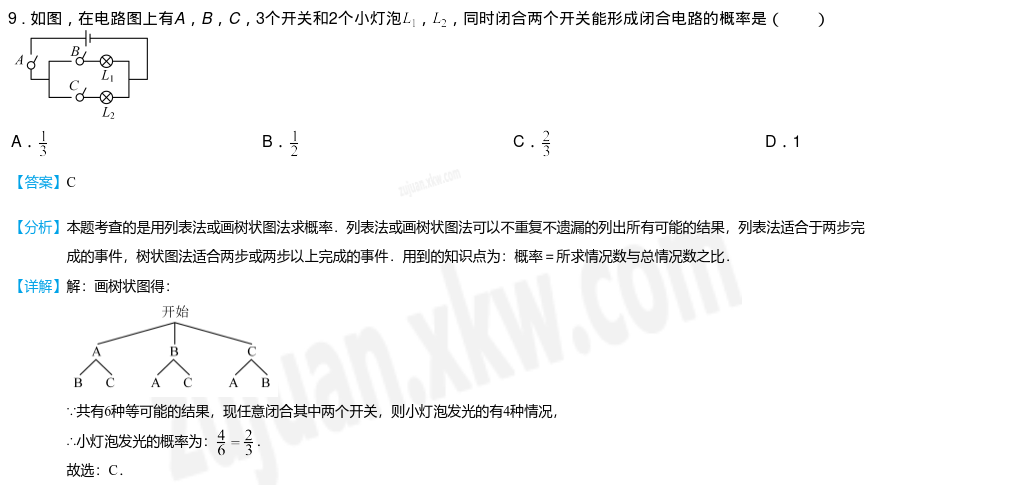 9．如图，在电路图上有A，B，C，3个开关和2个小灯泡L₁，L₂，同时闭合两个开关能形成闭合电路的概率是（　　）
A
B
L₁
C
L₂
A．1/3　B．1/2　C．2/3　D．1
【答案】C
zujuan.xkw.com
【分析】本题考查的是用列表法或画树状图法求概率．列表法或画树状图法可以不重复不遗漏的列出所有可能的结果，列表法适合于两步完
成的事件，树状图法适合两步或两步以上完成的事件．用到的知识点为：概率＝所求情况数与总情况数之比．
【详解】解：画树状图得：
开始
A B C
B C A C A B
∵共有6种等可能的结果，现任意闭合其中两个开关，则小灯泡发光的有4种情况，
∴小灯泡发光的概率为：4/6＝2/3．
故选：C．
zujuan.xkw.com